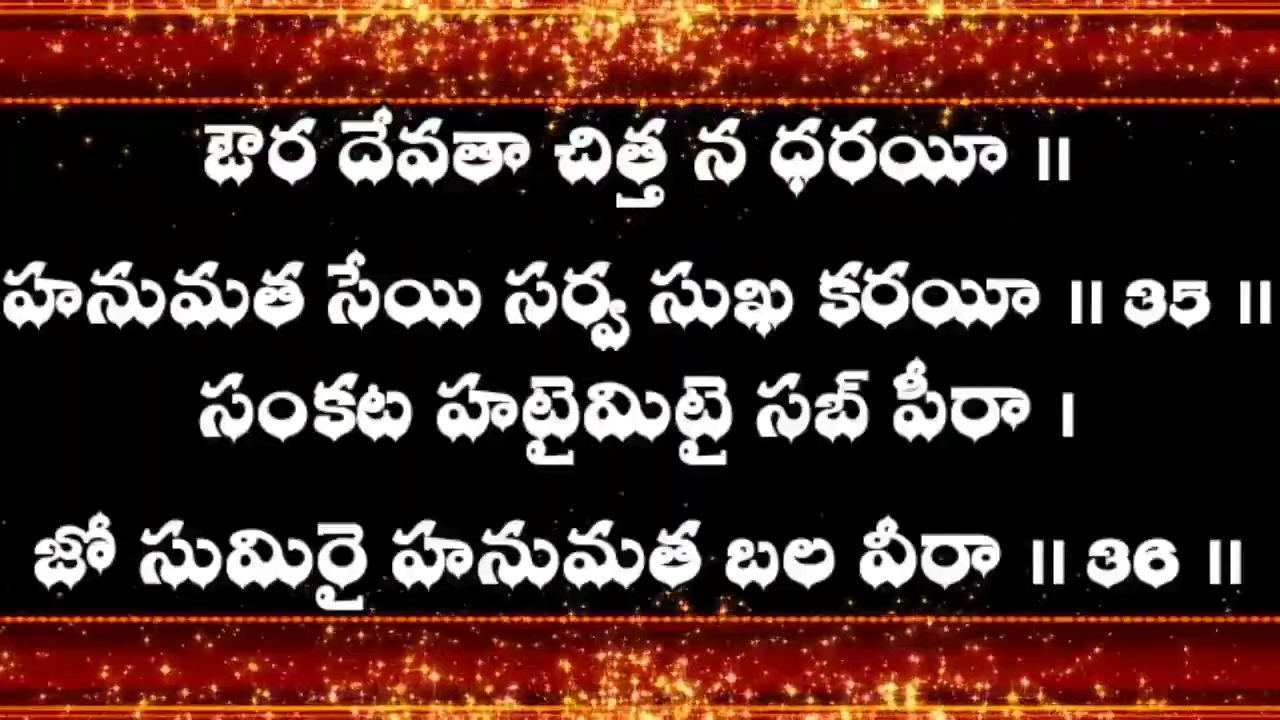 ఔర దేవతా చిత్త న ధరయీ ॥
హనుమత సేయి సర్వ సుఖ కరయీ ॥ 35 ॥
సంకట హటైమిటై సబ్ పీరా ।
జో సుమిరై హనుమత బల వీరా ॥ 36 ॥